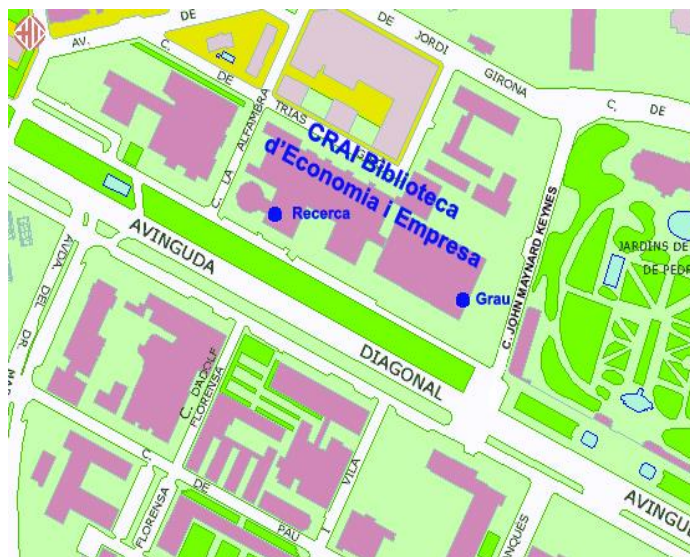 AV.
DE
C.
DE
TRIAS
DE
JORDI
GIRONA
C.
DE
C. LA ALFAMBRA
CRAI Biblioteca
d'Economia i Empresa
Recerca
Grau
C. JOHN MAYNARD KEYNES
JARDINS DE
DE PEDR
AVINGUDA
DIAGONAL
AVINGU
AVDA. DEL DR.
MAR
C. D'ADOLF
FLORENSA
C.
DE
PAU
VILA
I
FLORENSA